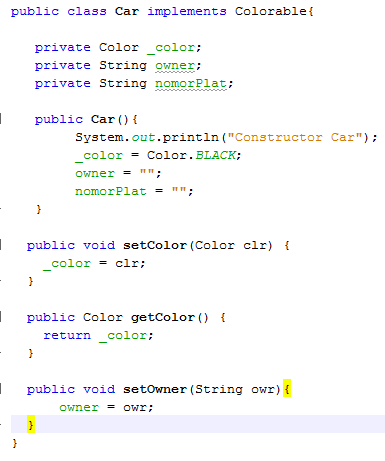 public class Car implements Colorable{
private Color _color;
private String owner;
private String nomorPlat;
public Car(){
System.out.println("Constructor Car");
_color = Color.BLACK;
owner = "";
nomorPlat = "";
}
public void setColor(Color clr) {
_color = clr;
}
public Color getColor() {
return _color;
}
public void setOwner(String owr){
owner = owr;
}
}